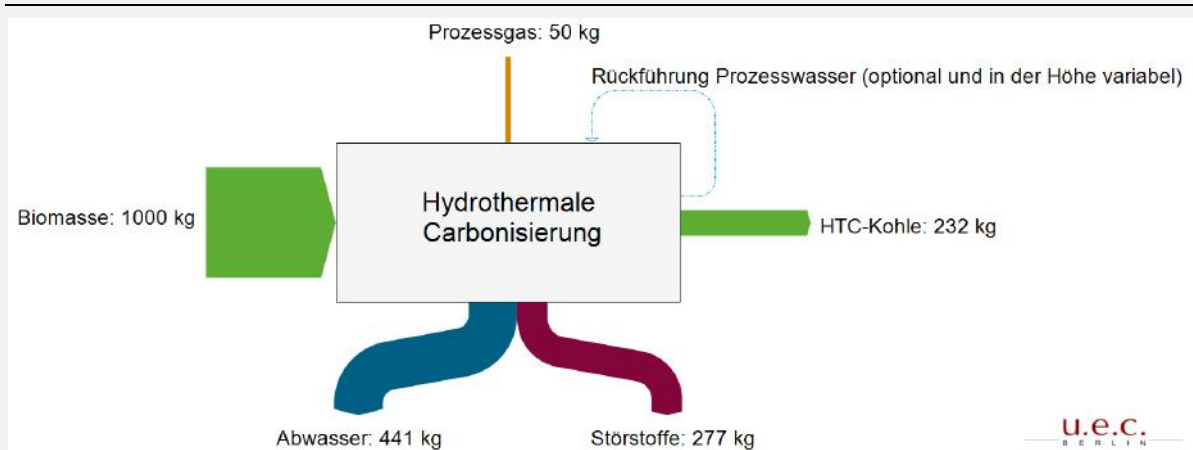 Prozessgas: 50 kg
Rückführung Prozesswasser (optional und in der Höhe variabel)
Biomasse: 1000 kg
Hydrothermale
Carbonisierung
HTC-Kohle: 232 kg
Abwasser: 441 kg
Störstoffe: 277 kg
u.e.c.
BERLIN